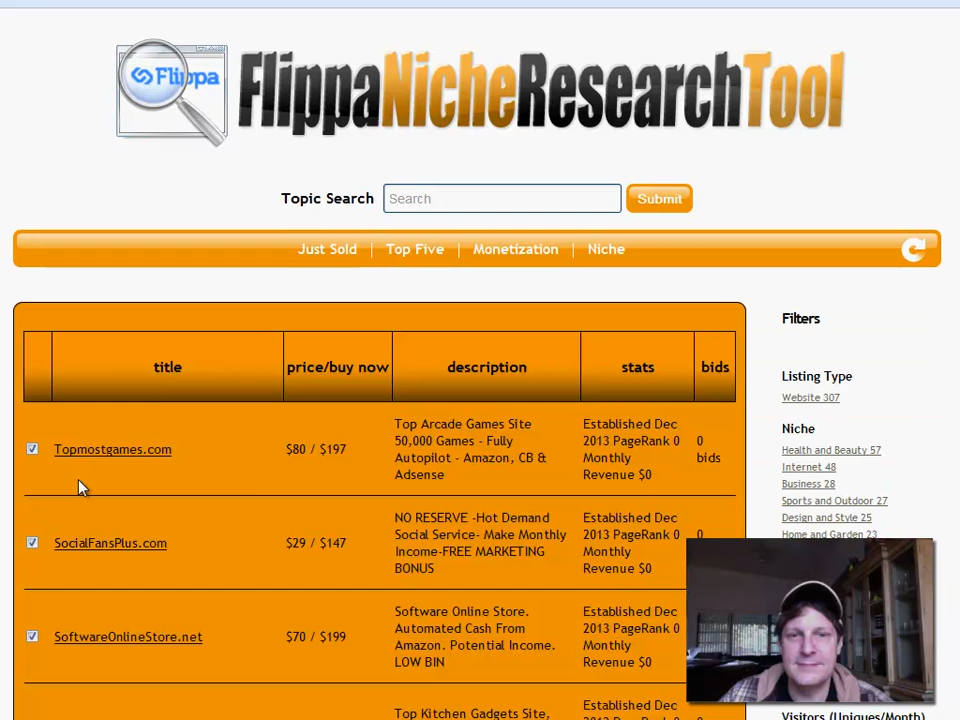 Flippa
FlippaNicheResearchTool
Topic Search Search Submit
Just Sold | Top Five | Monetization | Niche
title price/buy now description stats bids
Topmostgames.com
$80 / $197
Top Arcade Games Site
50,000 Games - Fully
Autopilot - Amazon, CB &
Adsense
Established Dec
2013 PageRank 0
Monthly
Revenue $0
0
bids
SocialFansPlus.com
$29 / $147
NO RESERVE -Hot Demand
Social Service- Make Monthly
Income-FREE MARKETING
BONUS
Established Dec
2013 PageRank 0
Monthly
Revenue $0
0
SoftwareOnlineStore.net
$70 / $199
Software Online Store.
Automated Cash From
Amazon. Potential Income.
LOW BIN
Established Dec
2013 PageRank 0
Monthly
Revenue $0
Top Kitchen Gadgets Site,
Established Dec
Filters
Listing Type
Website 307
Niche
Health and Beauty 57
Internet 48
Business 28
Sports and Outdoor 27
Design and Style 25
Home and Garden 23
Visitors (Uniques/Month)